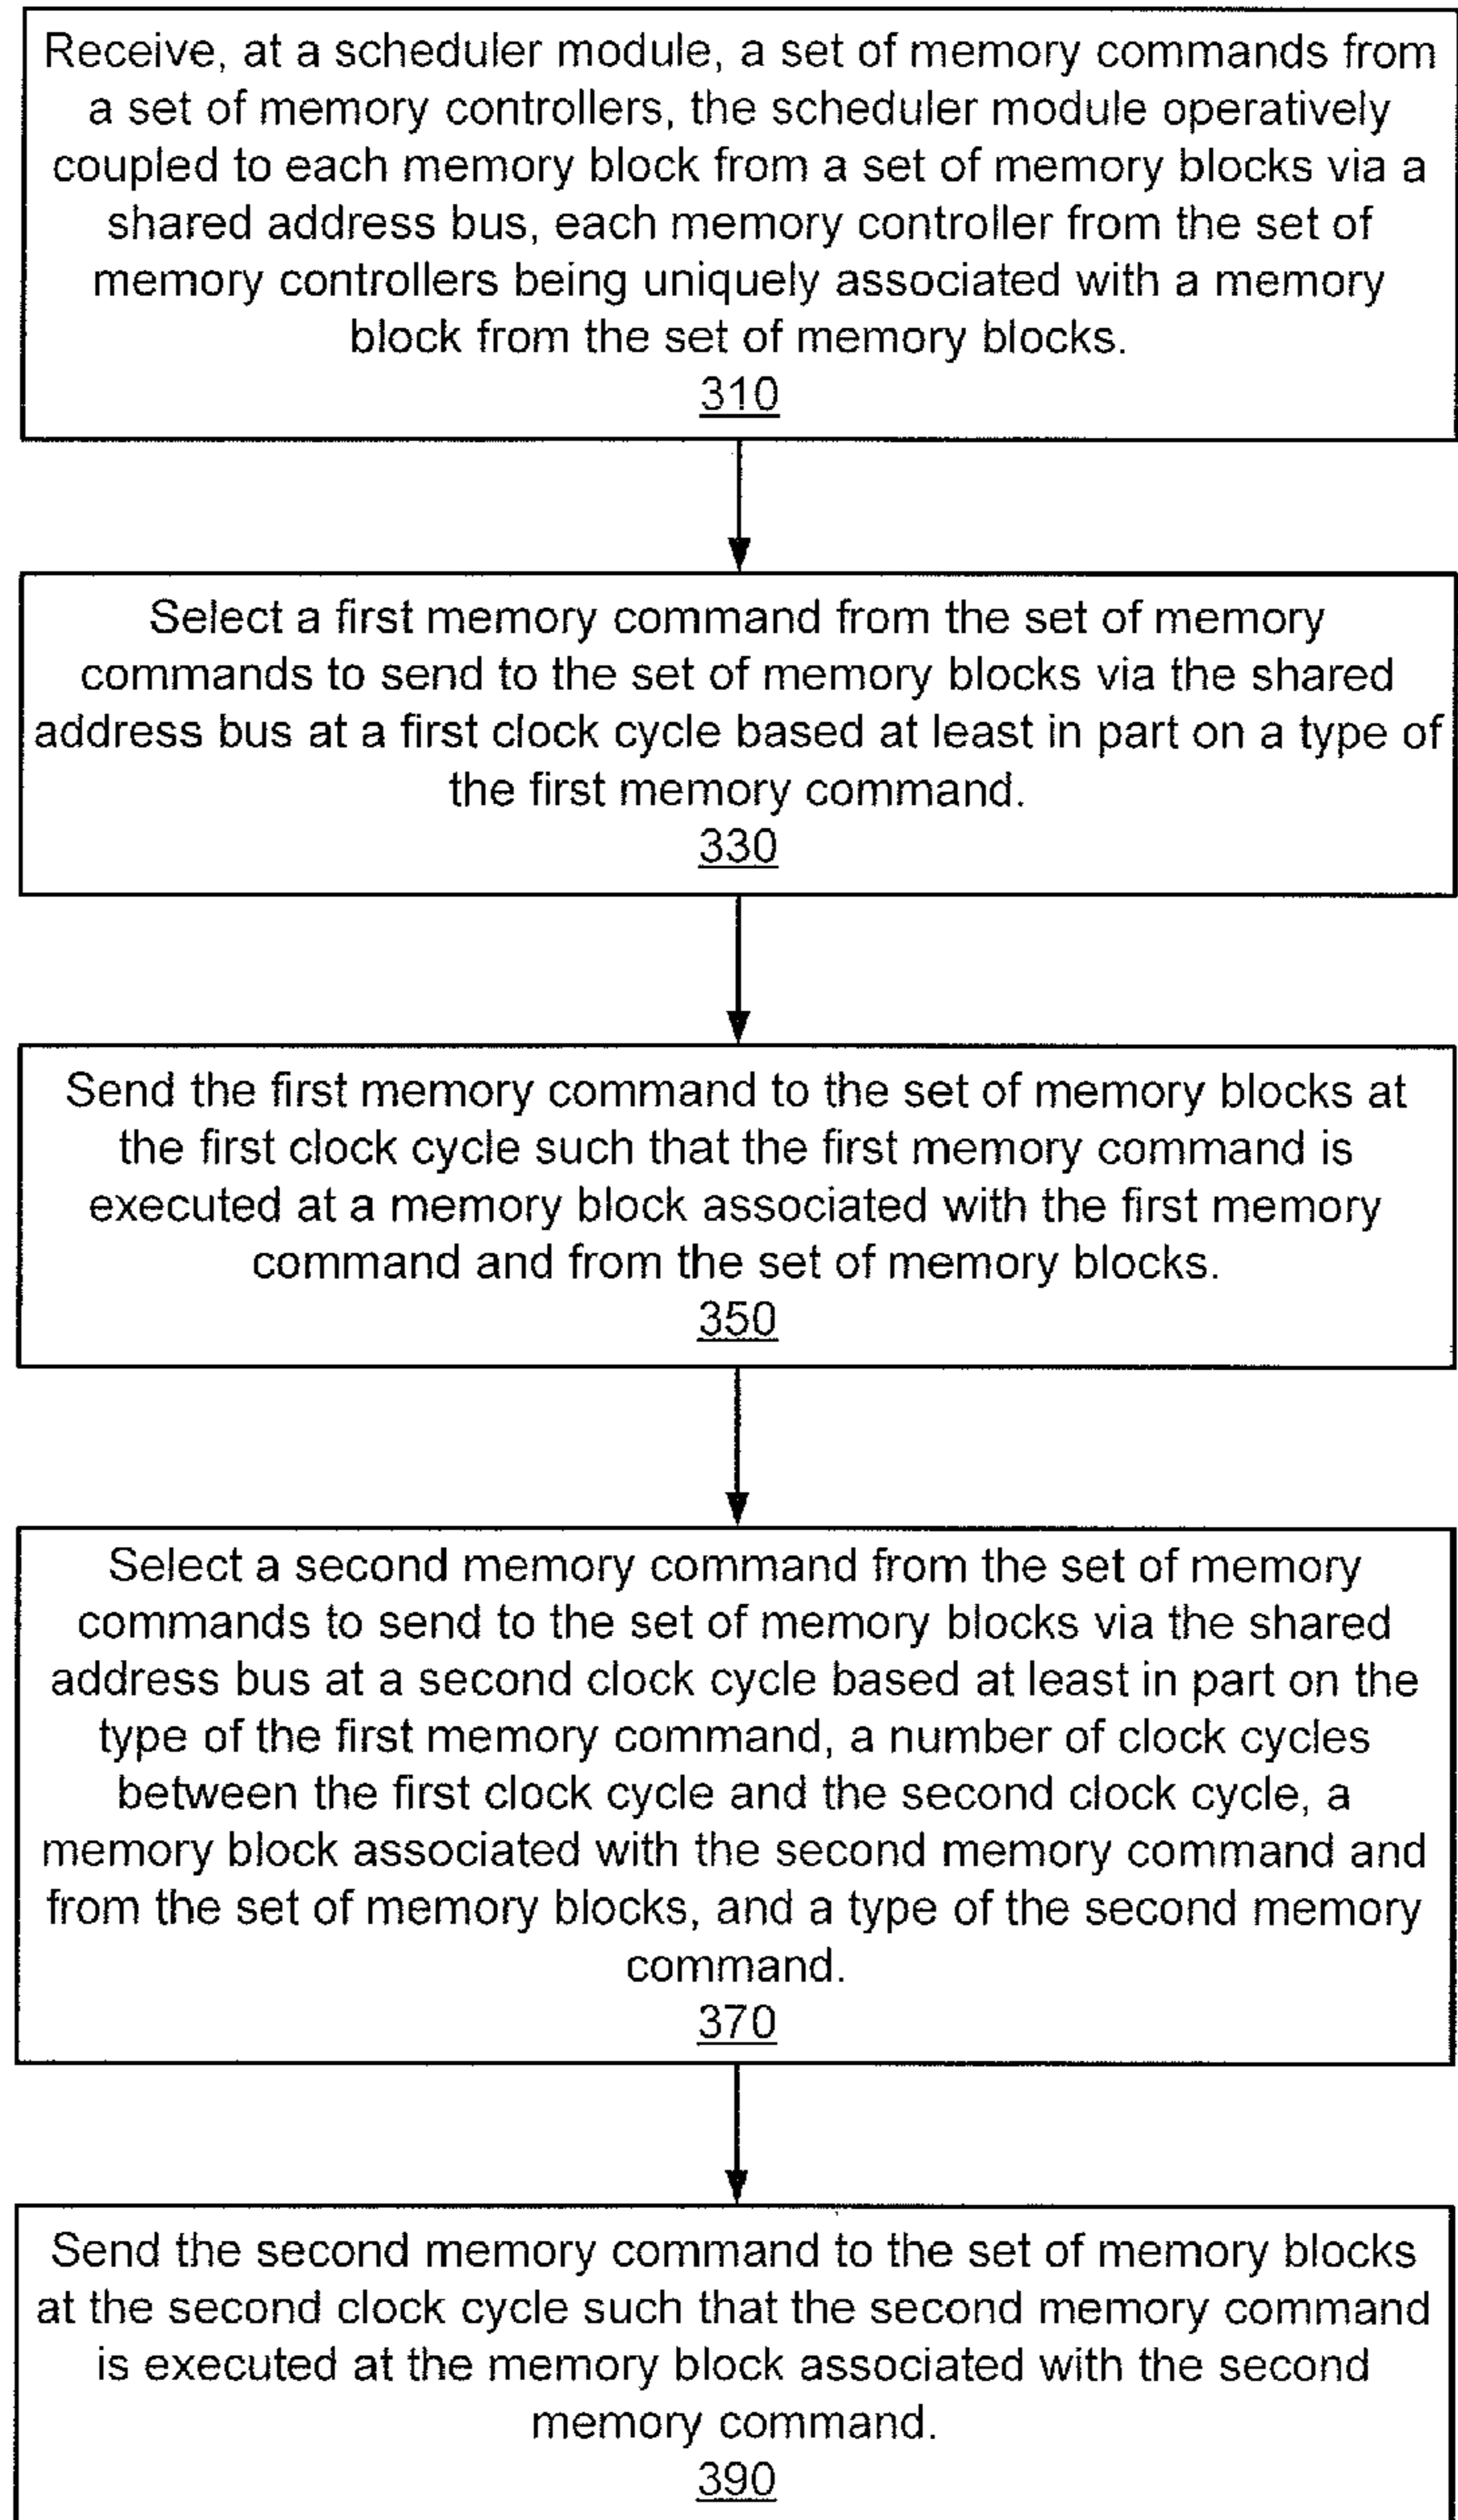 Receive, at a scheduler module, a set of memory commands from
a set of memory controllers, the scheduler module operatively
coupled to each memory block from a set of memory blocks via a
shared address bus, each memory controller from the set of
memory controllers being uniquely associated with a memory
block from the set of memory blocks.
310
Select a first memory command from the set of memory
commands to send to the set of memory blocks via the shared
address bus at a first clock cycle based at least in part on a type of
the first memory command.
330
Send the first memory command to the set of memory blocks at
the first clock cycle such that the first memory command is
executed at a memory block associated with the first memory
command and from the set of memory blocks.
350
Select a second memory command from the set of memory
commands to send to the set of memory blocks via the shared
address bus at a second clock cycle based at least in part on the
type of the first memory command, a number of clock cycles
between the first clock cycle and the second clock cycle, a
memory block associated with the second memory command and
from the set of memory blocks, and a type of the second memory
command.
370
Send the second memory command to the set of memory blocks
at the second clock cycle such that the second memory command
is executed at the memory block associated with the second
memory command.
390